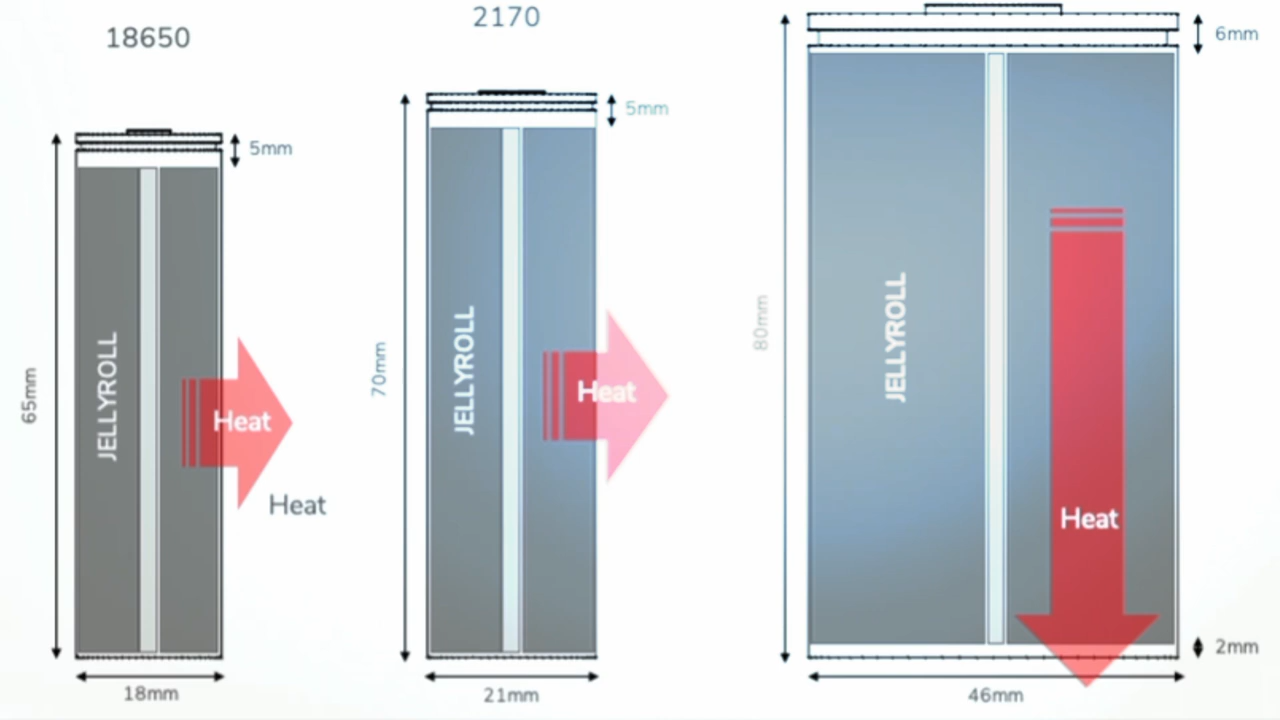 18650
2170
6mm
5mm
5mm
JELLYROLL
JELLYROLL
JELLYROLL
65mm
70mm
80mm
Heat
Heat
Heat
Heat
2mm
18mm
21mm
46mm